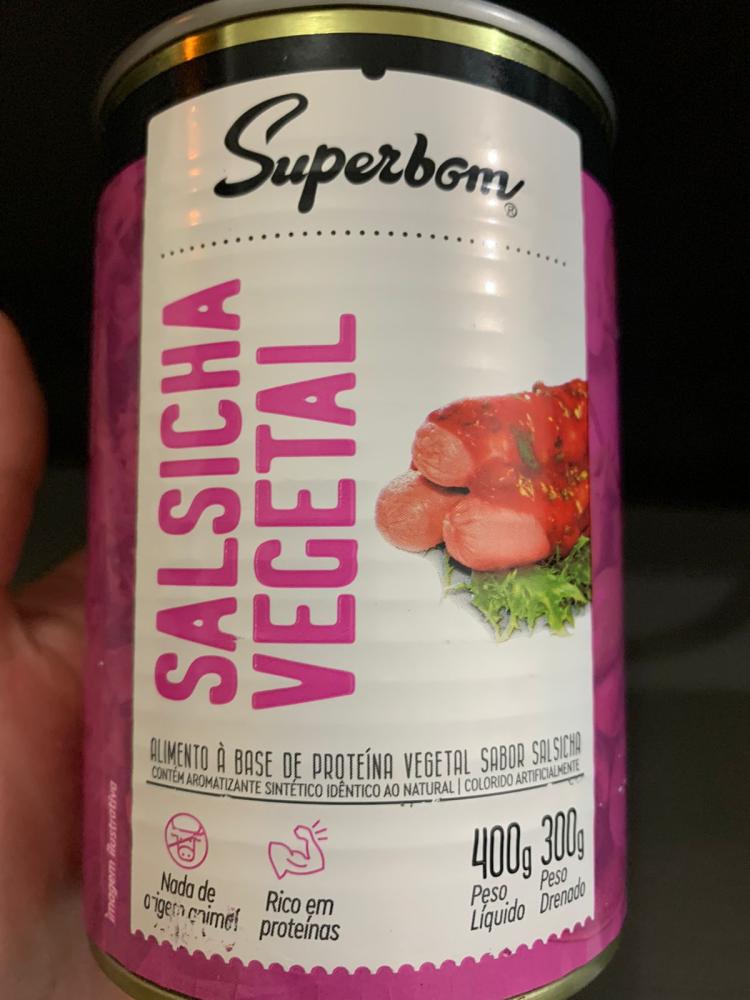 Superbom
®
SALSICHA
VEGETAL
ALIMENTO À BASE DE PROTEÍNA VEGETAL SABOR SALSICHA
CONTÉM AROMATIZANTE SINTÉTICO IDÊNTICO AO NATURAL | COLORIDO ARTIFICIALMENTE
Nada de
origem animal
Rico em
proteínas
400g
Peso
Líquido
300g
Peso
Drenado
Imagem ilustrativa